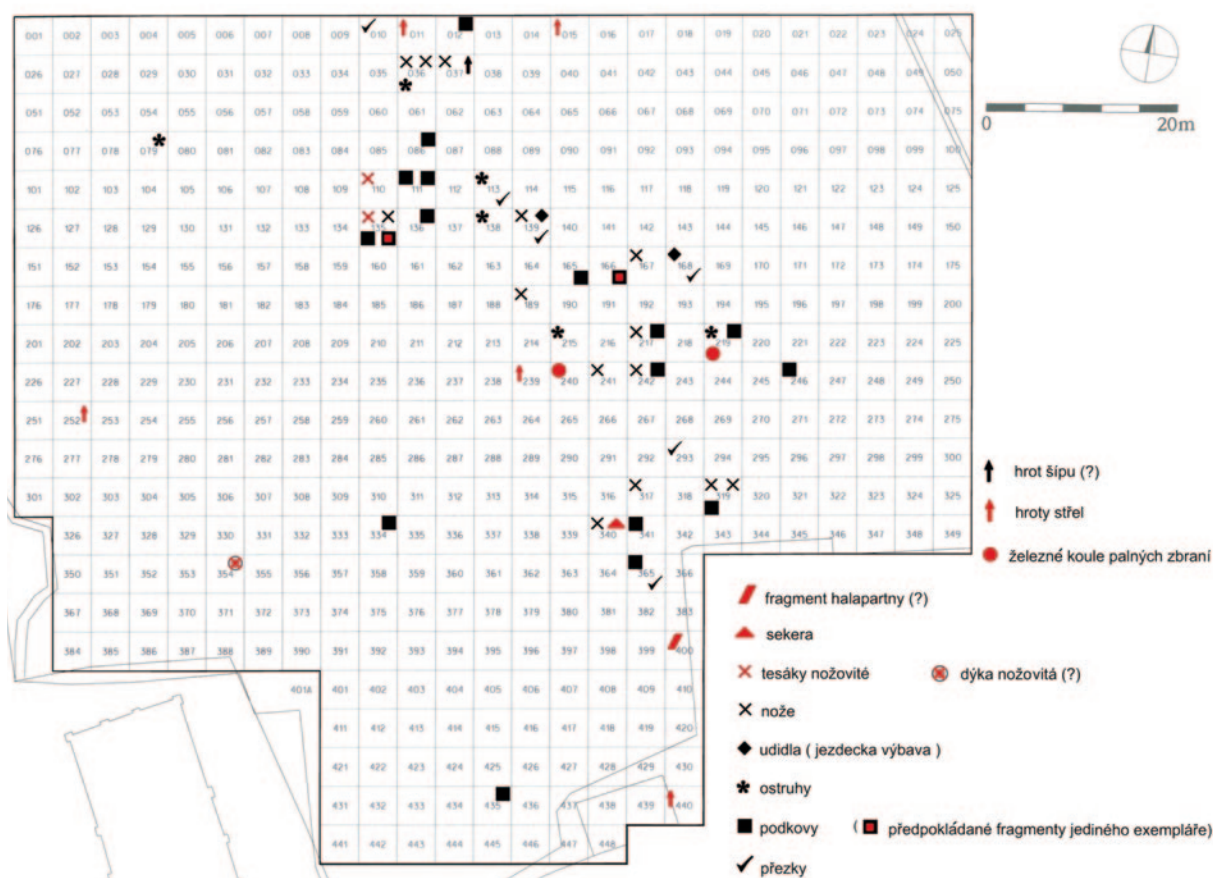 001 002 003 004 005 006 007 008 009 010 011 012 013 014 015 016 017 018 019 020 021 022 023 024 025
026 027 028 029 030 031 032 033 034 035 036 037 038 039 040 041 042 043 044 045 046 047 048 049 050
051 052 053 054 055 056 057 058 059 060 061 062 063 064 065 066 067 068 069 070 071 072 073 074 075
0 20m
076 077 078 079 080 081 082 083 084 085 086 087 088 089 090 091 092 093 094 095 096 097 098 099 100
101 102 103 104 105 106 107 108 109 110 111 112 113 114 115 116 117 118 119 120 121 122 123 124 125
126 127 128 129 130 131 132 133 134 135 136 137 138 139 140 141 142 143 144 145 146 147 148 149 150
151 152 153 154 155 156 157 158 159 160 161 162 163 164 165 166 167 168 169 170 171 172 173 174 175
176 177 178 179 180 181 182 183 184 185 186 187 188 189 190 191 192 193 194 195 196 197 198 199 200
201 202 203 204 205 206 207 208 209 210 211 212 213 214 215 216 217 218 219 220 221 222 223 224 225
226 227 228 229 230 231 232 233 234 235 236 237 238 239 240 241 242 243 244 245 246 247 248 249 250
251 252 253 254 255 256 257 258 259 260 261 262 263 264 265 266 267 268 269 270 271 272 273 274 275
276 277 278 279 280 281 282 283 284 285 286 287 288 289 290 291 292 293 294 295 296 297 298 299 300
301 302 303 304 305 306 307 308 309 310 311 312 313 314 315 316 317 318 319 320 321 322 323 324 325
326 327 328 329 330 331 332 333 334 335 336 337 338 339 340 341 342 343 344 345 346 347 348 349
350 351 352 353 354 355 356 357 358 359 360 361 362 363 364 365 366
367 368 369 370 371 372 373 374 375 376 377 378 379 380 381 382 383
384 385 386 387 388 389 390 391 392 393 394 395 396 397 398 399 400
401A 401 402 403 404 405 406 407 408 409 410
411 412 413 414 415 416 417 418 419 420
421 422 423 424 425 426 427 428 429 430
431 432 433 434 435 436 437 438 439 440
441 442 443 444 445 446 447 448
hrot šípu (?)
hroty střel
železné koule palných zbraní
fragment halapartny (?)
sekera
tesáky nožovité
dýka nožovitá (?)
nože
udidla ( jezdecka výbava )
ostruhy
podkovy
( předpokládané fragmenty jediného exempláře)
přezky